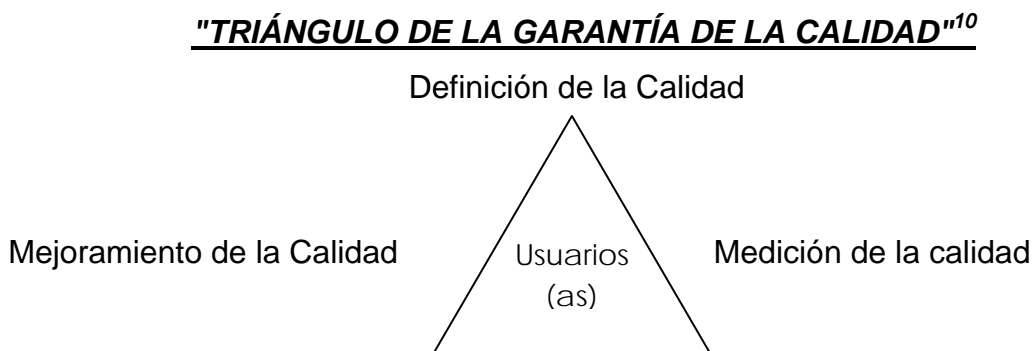 "TRIÁNGULO DE LA GARANTÍA DE LA CALIDAD"10
Definición de la Calidad
Mejoramiento de la Calidad
Usuarios
(as)
Medición de la calidad